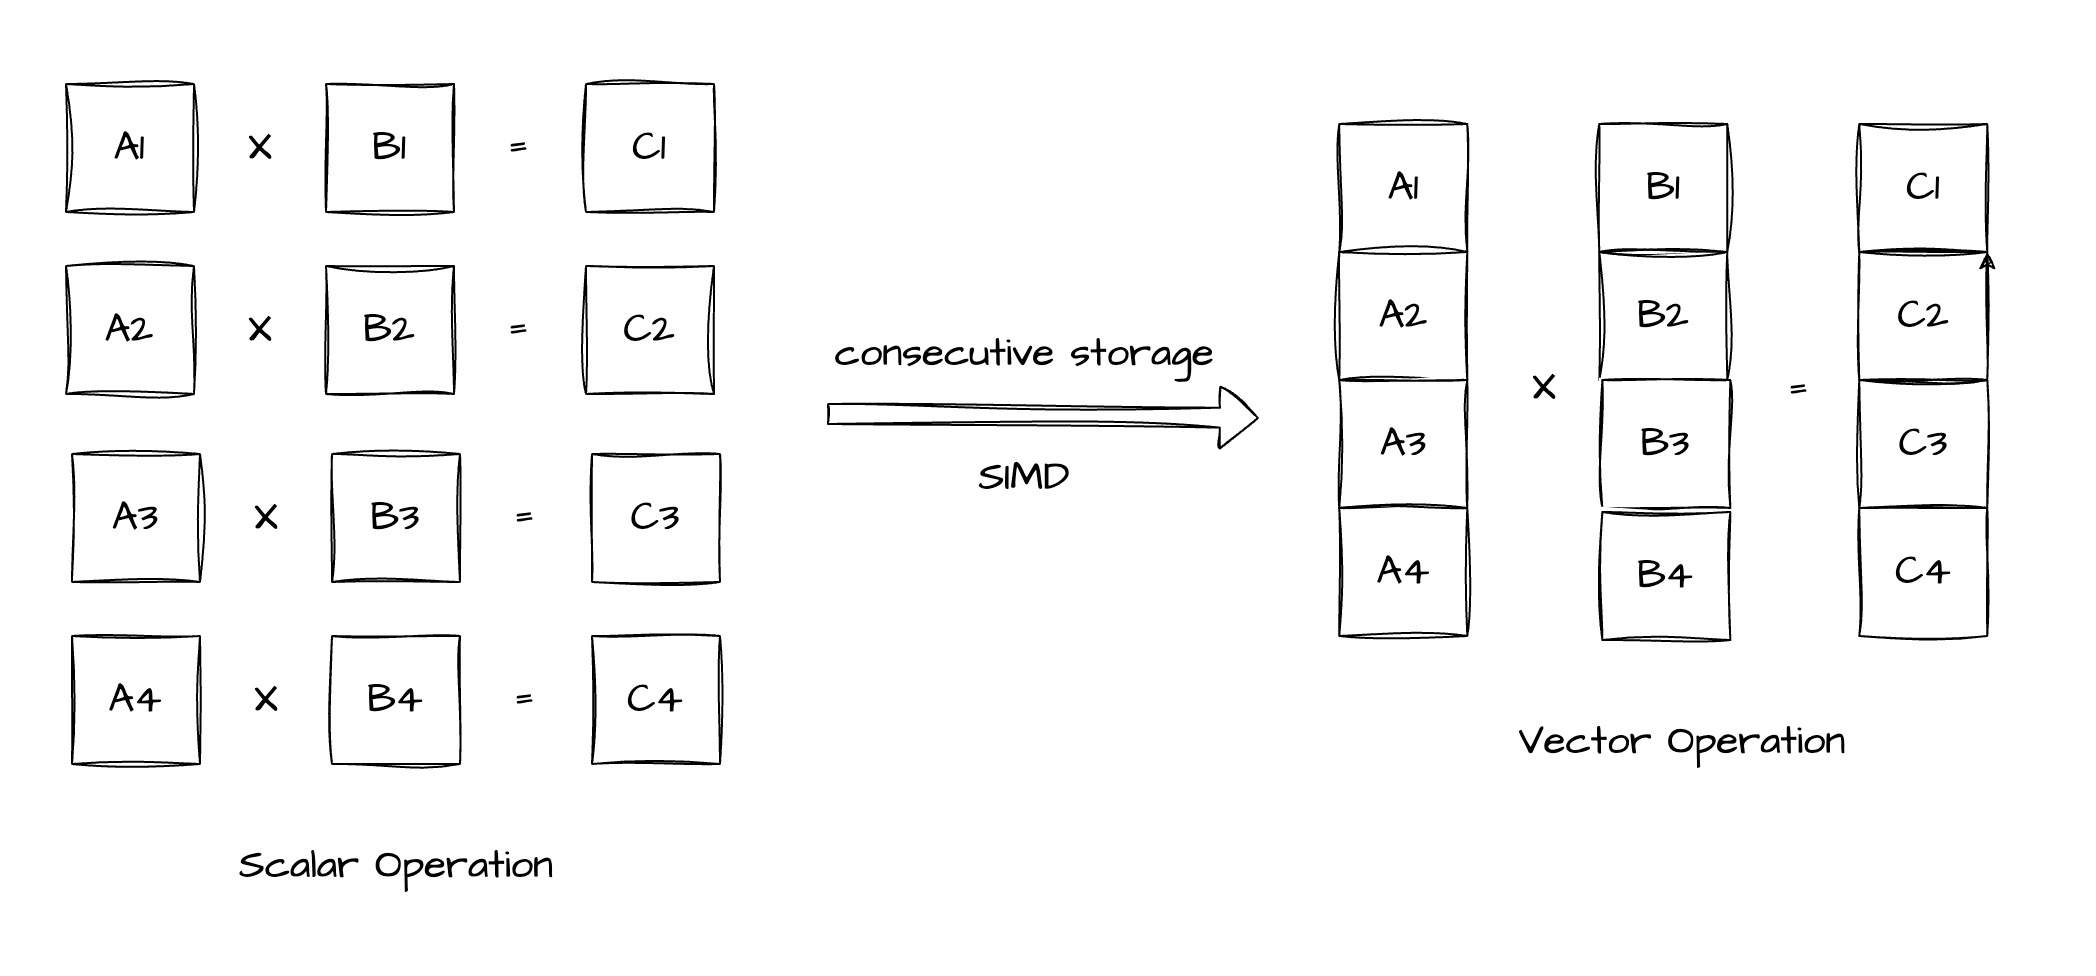 A1 X B1 = C1
A2 X B2 = C2
A3 X B3 = C3
A4 X B4 = C4
Scalar Operation
consecutive storage
SIMD
A1 B1 C1
A2 B2 C2
X =
A3 B3 C3
A4 B4 C4
Vector Operation